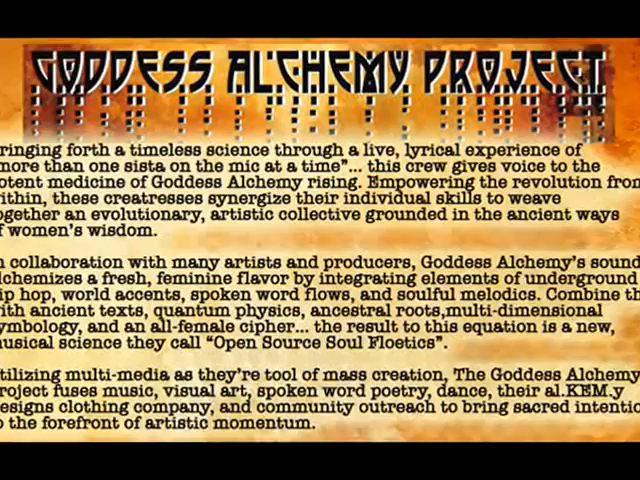 GODDESS ALCHEMY PROJECT
ringing forth a timeless science through a live, lyrical experience of
more than one sista on the mic at a time"... this crew gives voice to the
otent medicine of Goddess Alchemy rising. Empowering the revolution from
ithin, these creatresses synergize their individual skills to weave
ogether an evolutionary, artistic collective grounded in the ancient ways
f women's wisdom.
n collaboration with many artists and producers, Goddess Alchemy's sound
lchemizes a fresh, feminine flavor by integrating elements of underground
ip hop, world accents, spoken word flows, and soulful melodics. Combine th
ith ancient texts, quantum physics, ancestral roots,multi-dimensional
ymbology, and an all-female cipher... the result to this equation is a new,
usical science they call "Open Source Soul Floetics".
tilizing multi-media as they're tool of mass creation, The Goddess Alchemy
roject fuses music, visual art, spoken word poetry, dance, their al.KEM.y
esigns clothing company, and community outreach to bring sacred intentio
o the forefront of artistic momentum.